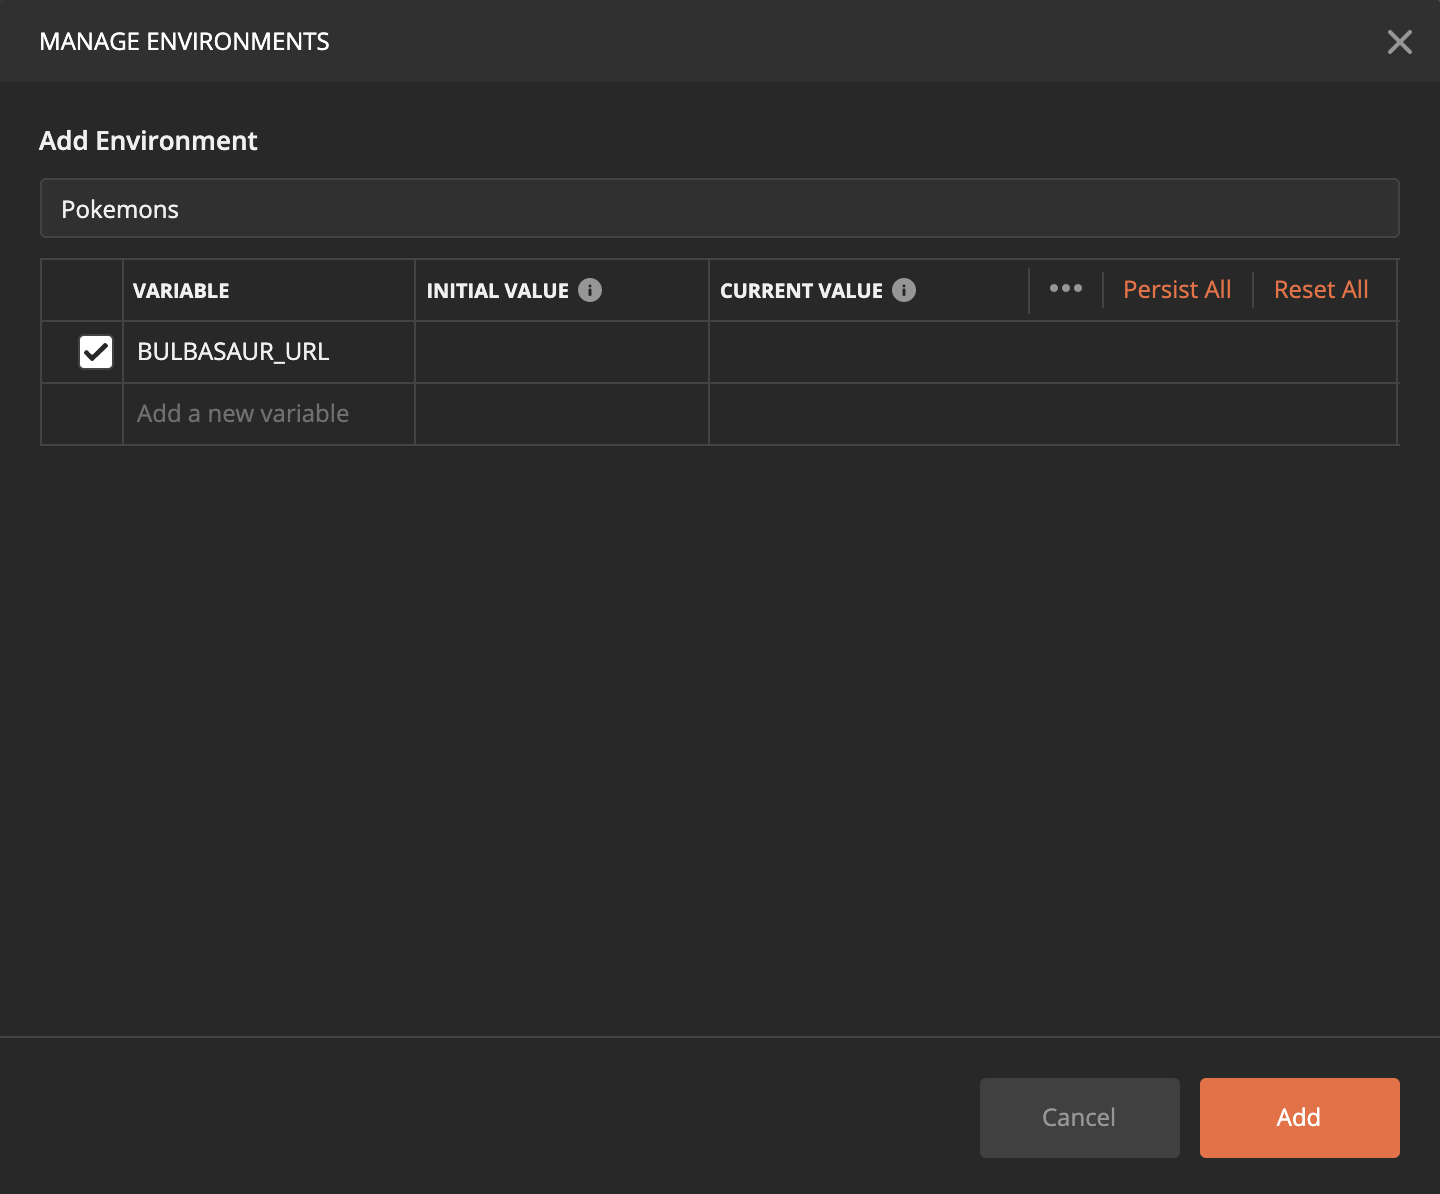 MANAGE ENVIRONMENTS
Add Environment
Pokemons
VARIABLE INITIAL VALUE CURRENT VALUE ••• Persist All Reset All
BULBASAUR_URL
Add a new variable
Cancel Add